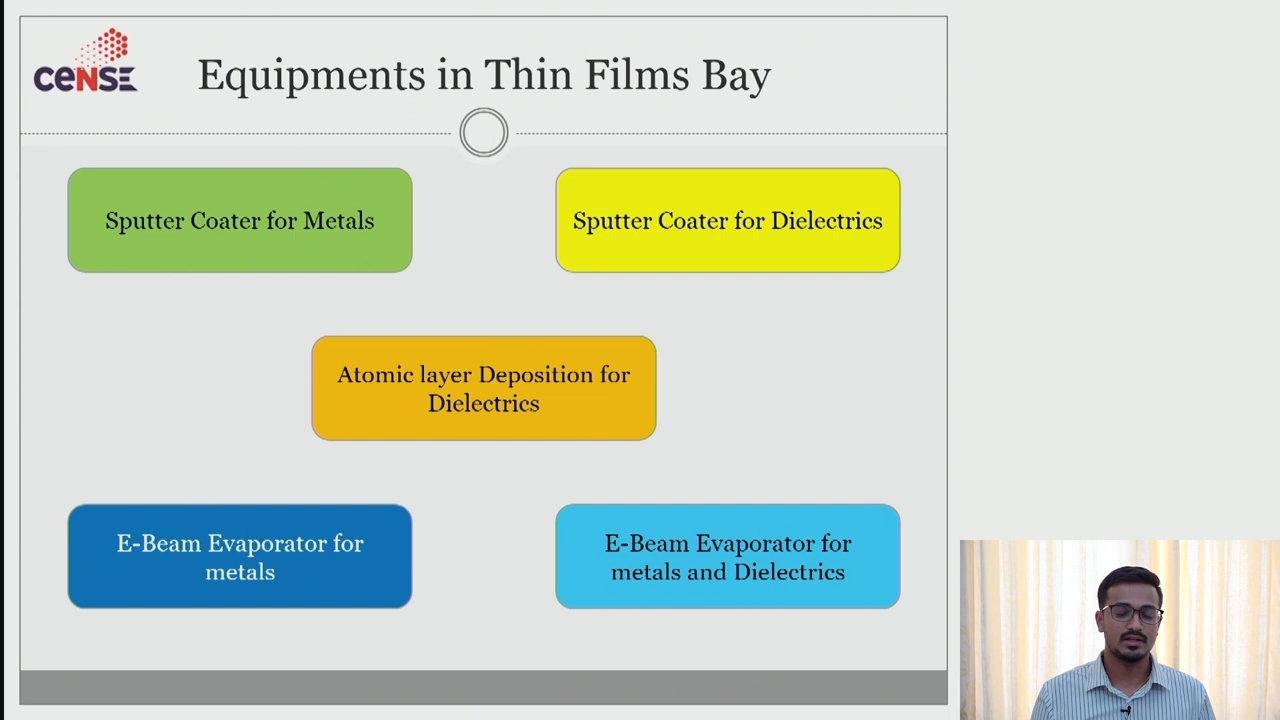 CeNSE
Equipments in Thin Films Bay
Sputter Coater for Metals
Sputter Coater for Dielectrics
Atomic layer Deposition for
Dielectrics
E-Beam Evaporator for
metals
E-Beam Evaporator for
metals and Dielectrics